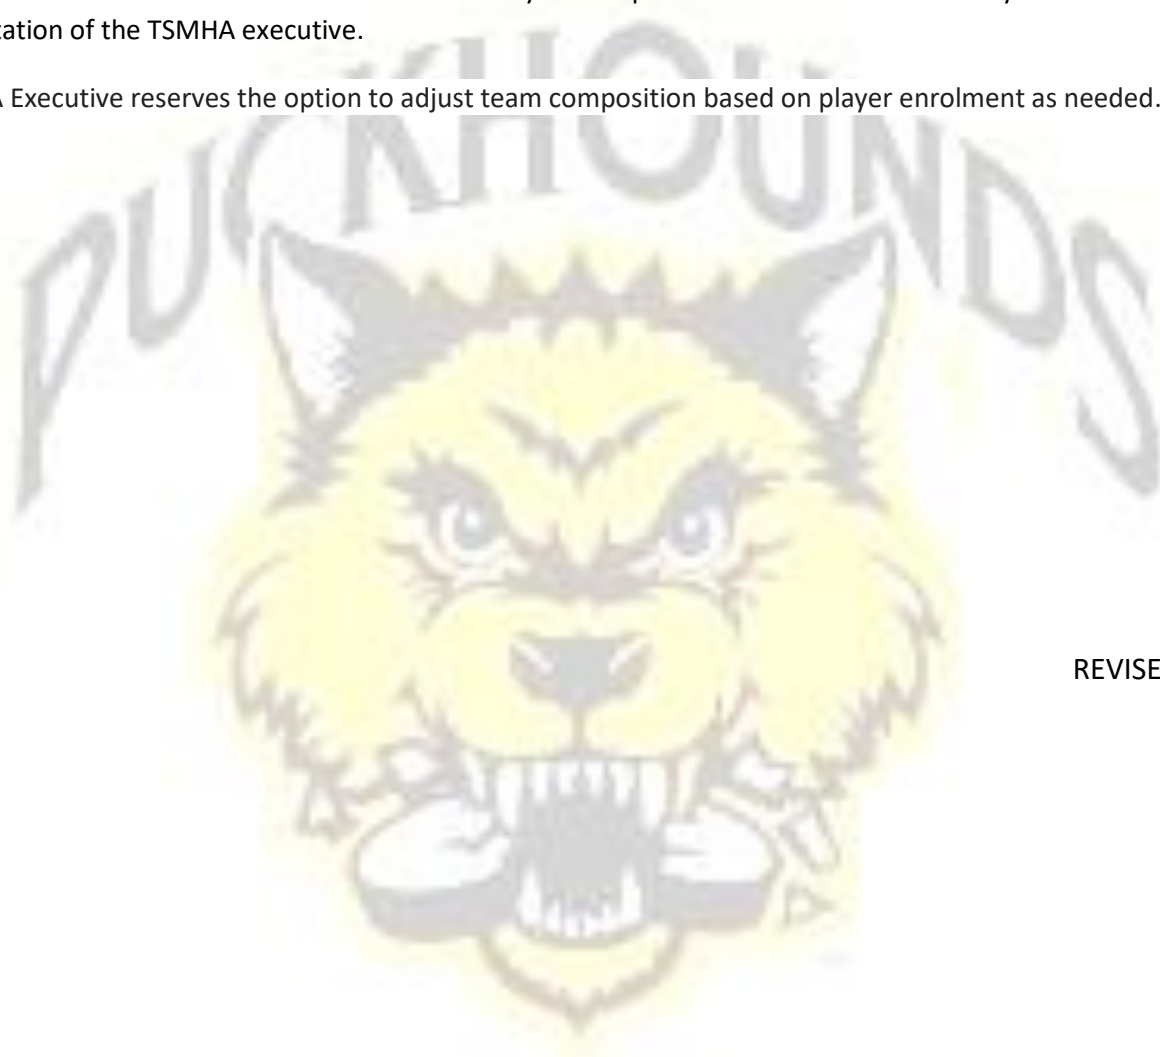 tation of the TSMHA executive.
A Executive reserves the option to adjust team composition based on player enrolment as needed.
PUCKHOUNDS
REVISE